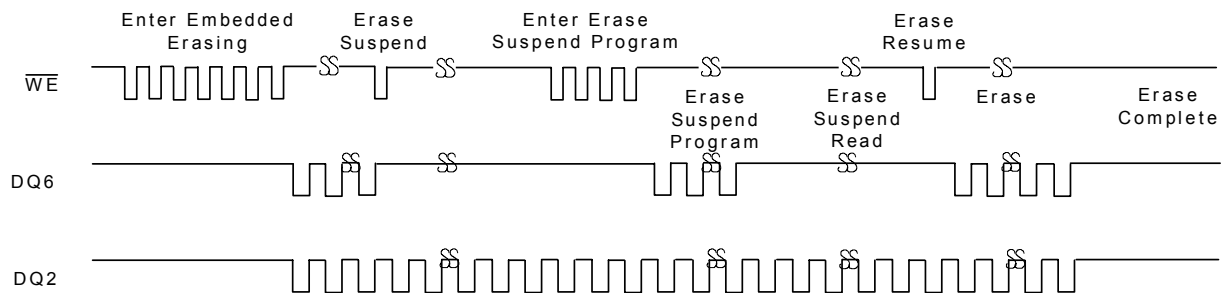 Enter Embedded
Erasing
Erase
Suspend
Enter Erase
Suspend Program
Erase
Resume
WE
Erase
Suspend
Program
Erase
Suspend
Read
Erase
Erase
Complete
DQ6
DQ2